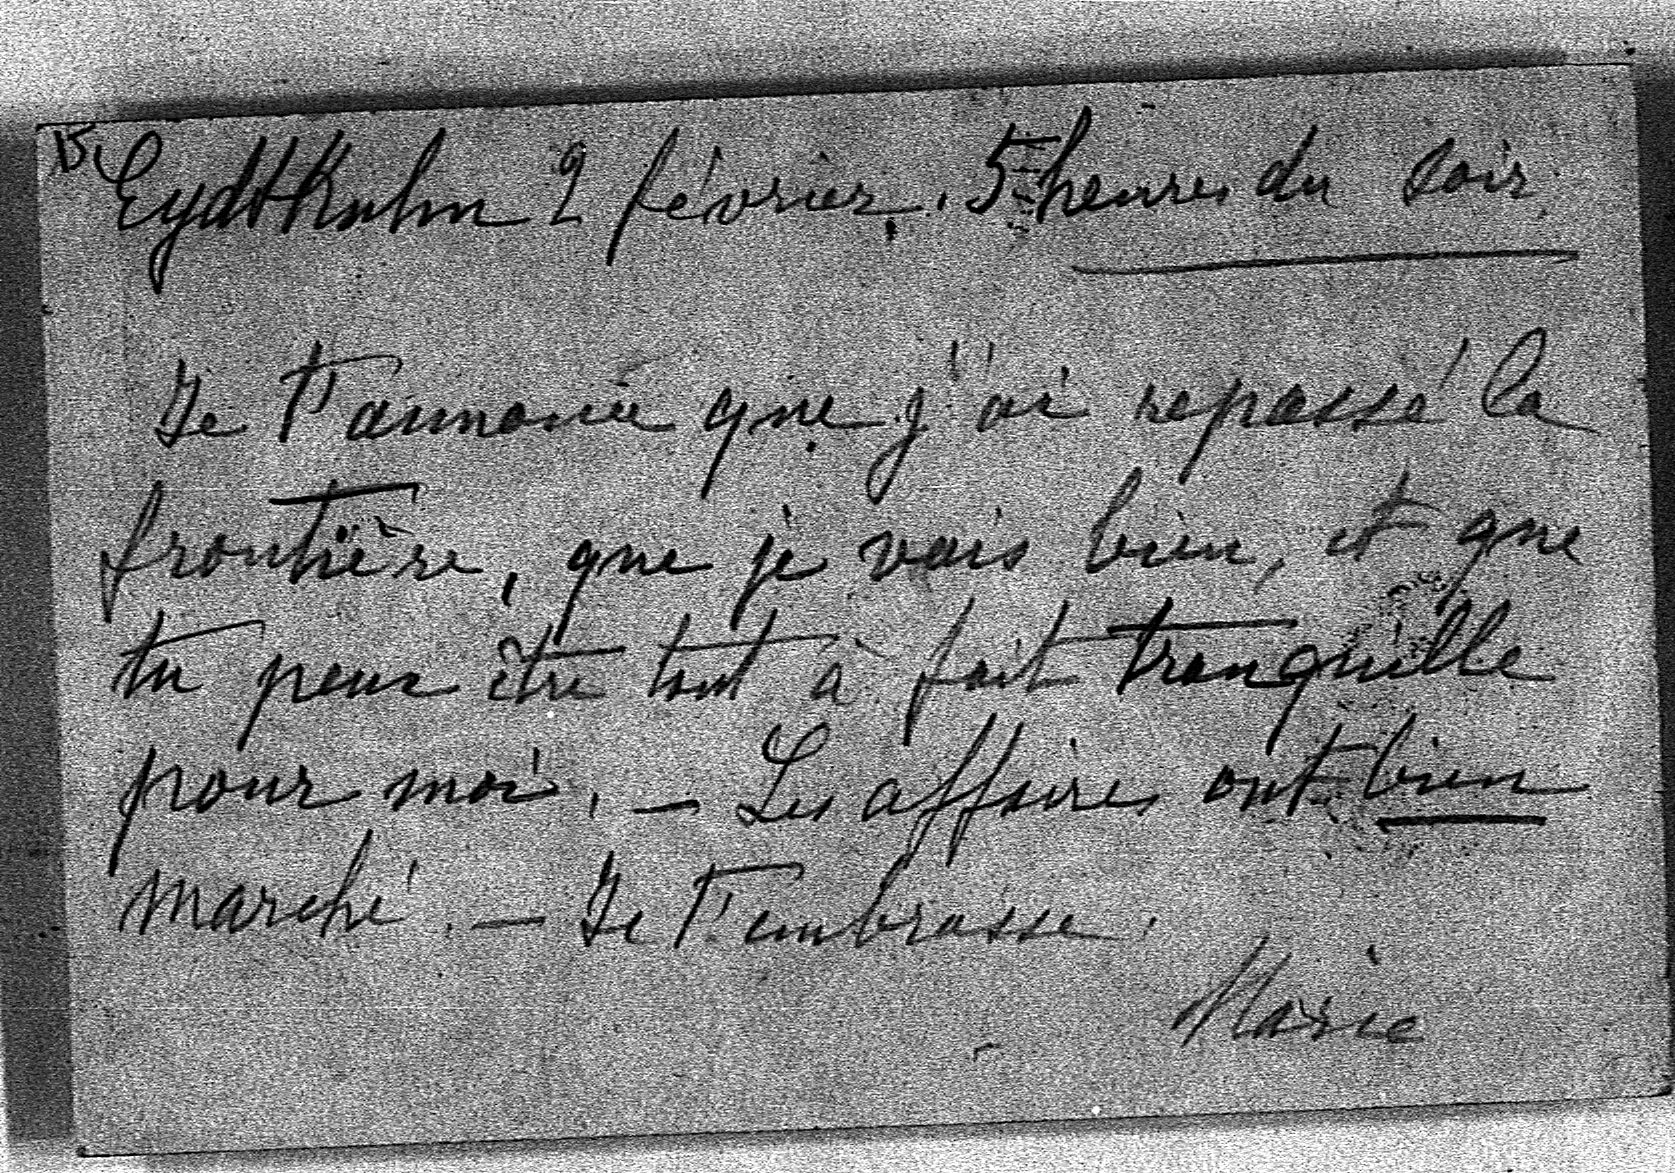 Eydtkuhn 2 février. 5 heures du soir
Je t'annonce que j'ai repassé la
frontière, que je vais bien, et que
tu peux être tout à fait tranquille
pour moi. — Les affaires ont bien
marché. — Je t'embrasse.
Marie